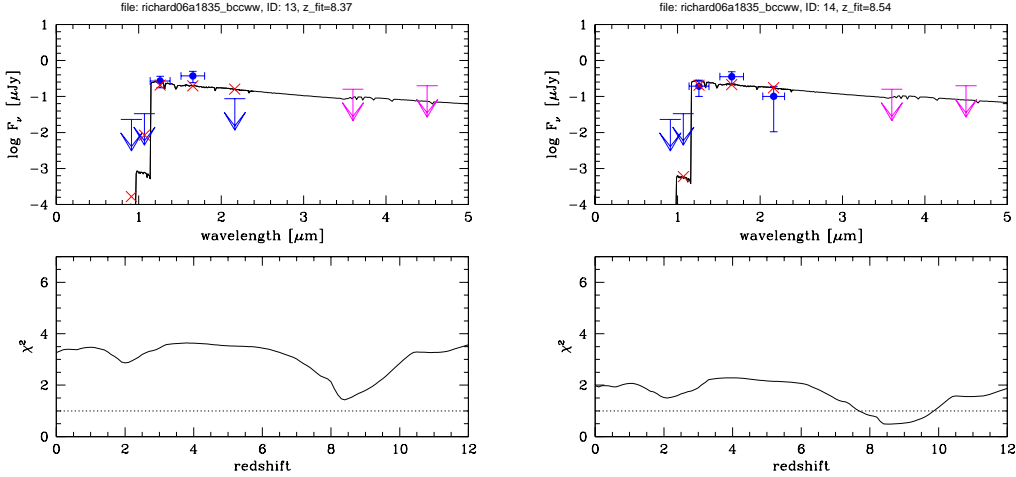 file: richard06a1835_bccww, ID: 13, z_fit=8.37
1
0
−1
−2
−3
−4
log Fν [μJy]
0 1 2 3 4 5
wavelength [μm]
6
4
2
0
χ²
0 2 4 6 8 10 12
redshift
file: richard06a1835_bccww, ID: 14, z_fit=8.54
1
0
−1
−2
−3
−4
log Fν [μJy]
0 1 2 3 4 5
wavelength [μm]
6
4
2
0
χ²
0 2 4 6 8 10 12
redshift